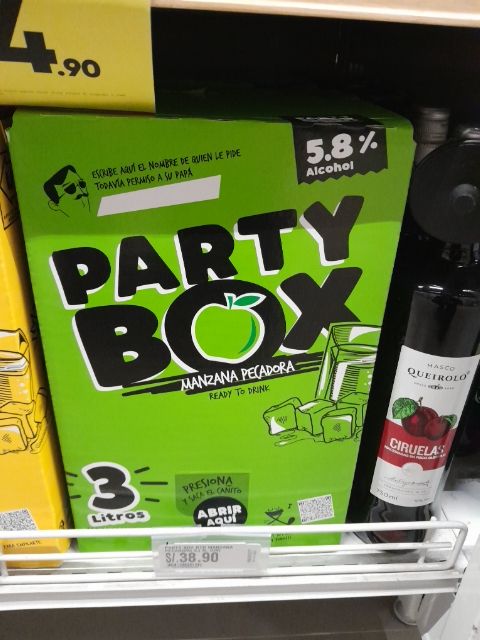 4.90
ESCRIBE AQUÍ EL NOMBRE DE QUIEN LE PIDE
TODAVÍA PERMISO A SU PAPÁ
5.8%
Alcohol
PARTY
BOX
MANZANA PECADORA
READY TO DRINK
3
Litros
PRESIONA
Y SACA EL CAÑITO
ABRIR
AQUÍ
S/.38.90
MASCO
QUEIROLO
CIRUELAS
750ml